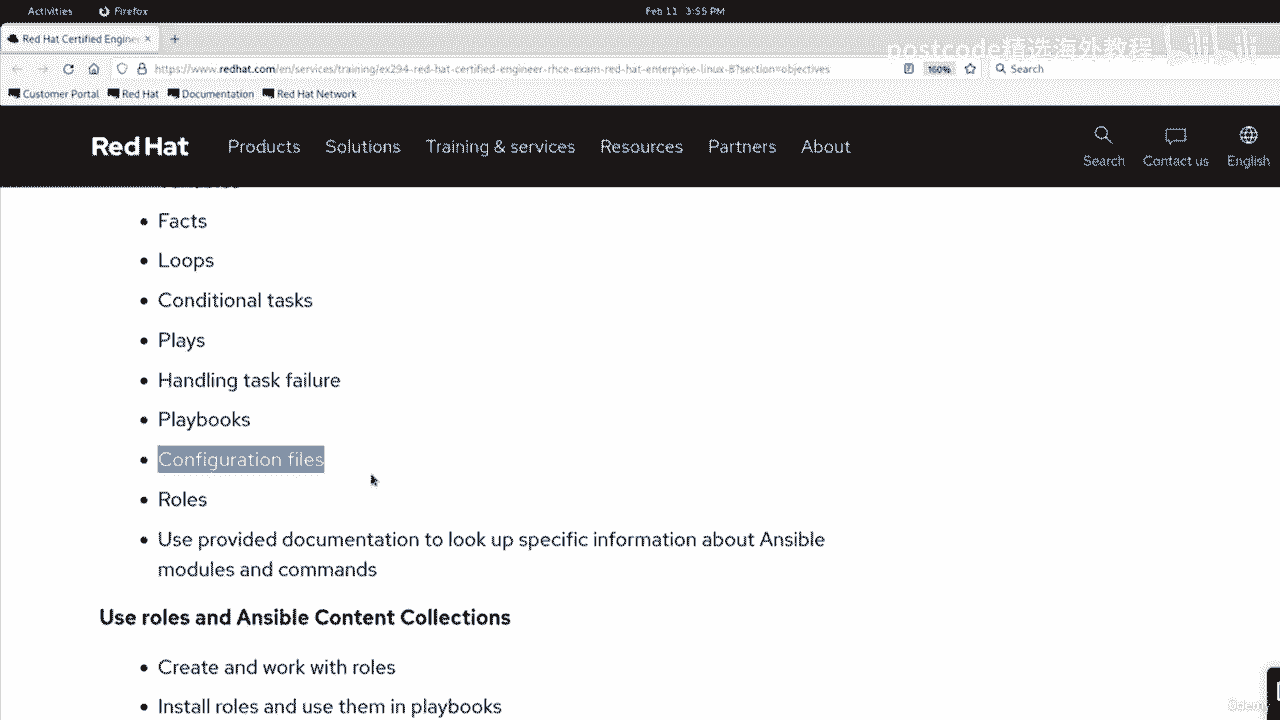 Activities Firefox Feb 11 3:55 PM
Red Hat Certified Engine × +
postcode精选海外教程 bilibili
https://www.redhat.com/en/services/training/ex294-red-hat-certified-engineer-rhce-exam-red-hat-enterprise-linux-8?section=objectives 160% Search
Customer Portal Red Hat Documentation Red Hat Network
Red Hat Products Solutions Training & services Resources Partners About Search Contact us English
Facts
Loops
Conditional tasks
Plays
Handling task failure
Playbooks
Configuration files
Roles
Use provided documentation to look up specific information about Ansible
modules and commands
Use roles and Ansible Content Collections
Create and work with roles
Install roles and use them in playbooks
Udemy